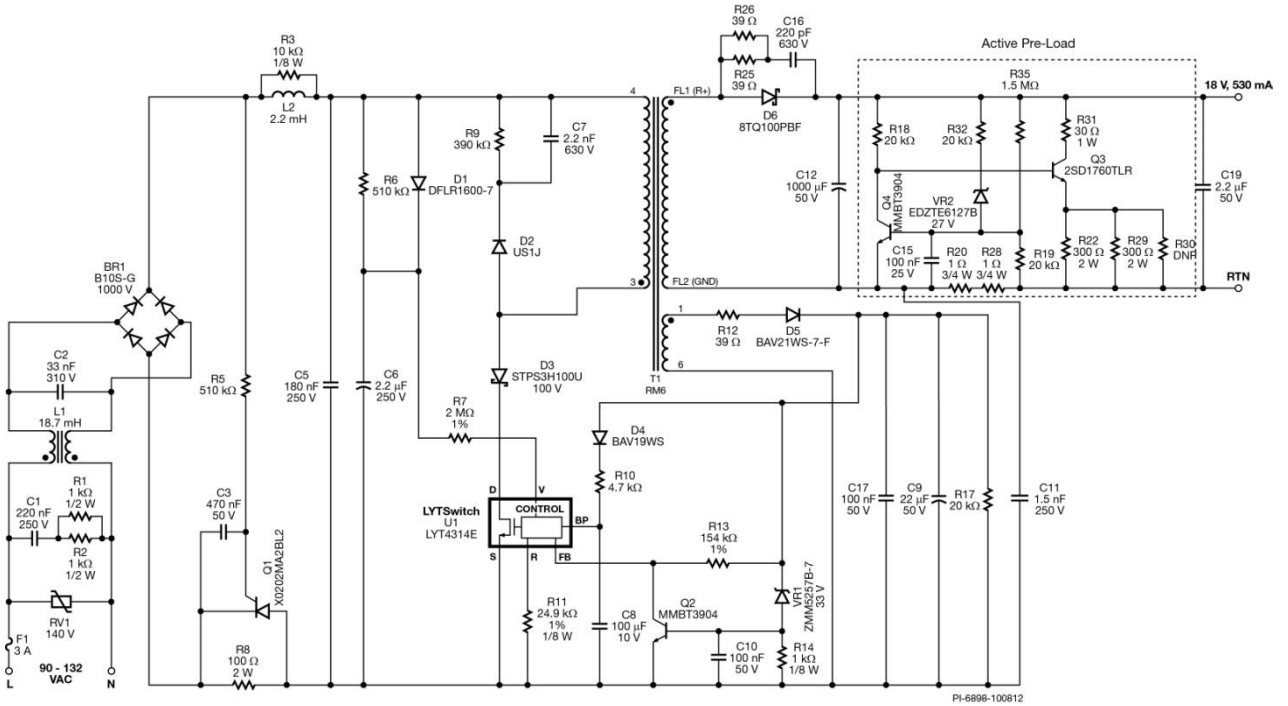 R3
10 kΩ
1/8 W
L2
2.2 mH
BR1
B10S-G
1000 V
C2
33 nF
310 V
L1
18.7 mH
C1
220 nF
250 V
R1
1 kΩ
1/2 W
R2
1 kΩ
1/2 W
RV1
140 V
F1
3 A
90 - 132
VAC
L
N
R5
510 kΩ
C3
470 nF
50 V
Q1
X0202MA2BL2
R8
100 Ω
2 W
C5
180 nF
250 V
R6
510 kΩ
C6
2.2 µF
250 V
D1
DFLR1600-7
R9
390 kΩ
C7
2.2 nF
630 V
D2
US1J
D3
STPS3H100U
100 V
R7
2 MΩ
1%
D
V
CONTROL
LYTSwitch
U1
LYT4314E
BP
S
R
FB
R11
24.9 kΩ
1%
1/8 W
D4
BAV19WS
R10
4.7 kΩ
C8
100 µF
10 V
Q2
MMBT3904
R13
154 kΩ
1%
C10
100 nF
50 V
VR1
ZMM5257B-7
33 V
R14
1 kΩ
1/8 W
4
3
1
6
T1
RM6
FL1 (R+)
FL2 (GND)
R26
39 Ω
R25
39 Ω
C16
220 pF
630 V
D6
8TQ100PBF
R12
39 Ω
D5
BAV21WS-7-F
C12
1000 µF
50 V
Active Pre-Load
R18
20 kΩ
R32
20 kΩ
R35
1.5 MΩ
R31
30 Ω
1 W
Q3
2SD1760TLR
Q4
MMBT3904
VR2
EDZTE6127B
27 V
C15
100 nF
25 V
R20
1 Ω
3/4 W
R28
1 Ω
3/4 W
R19
20 kΩ
R22
300 Ω
2 W
R29
300 Ω
2 W
R30
DNP
C19
2.2 µF
50 V
18 V, 530 mA
RTN
C17
100 nF
50 V
C9
22 µF
50 V
R17
20 kΩ
C11
1.5 nF
250 V
PI-6898-100812